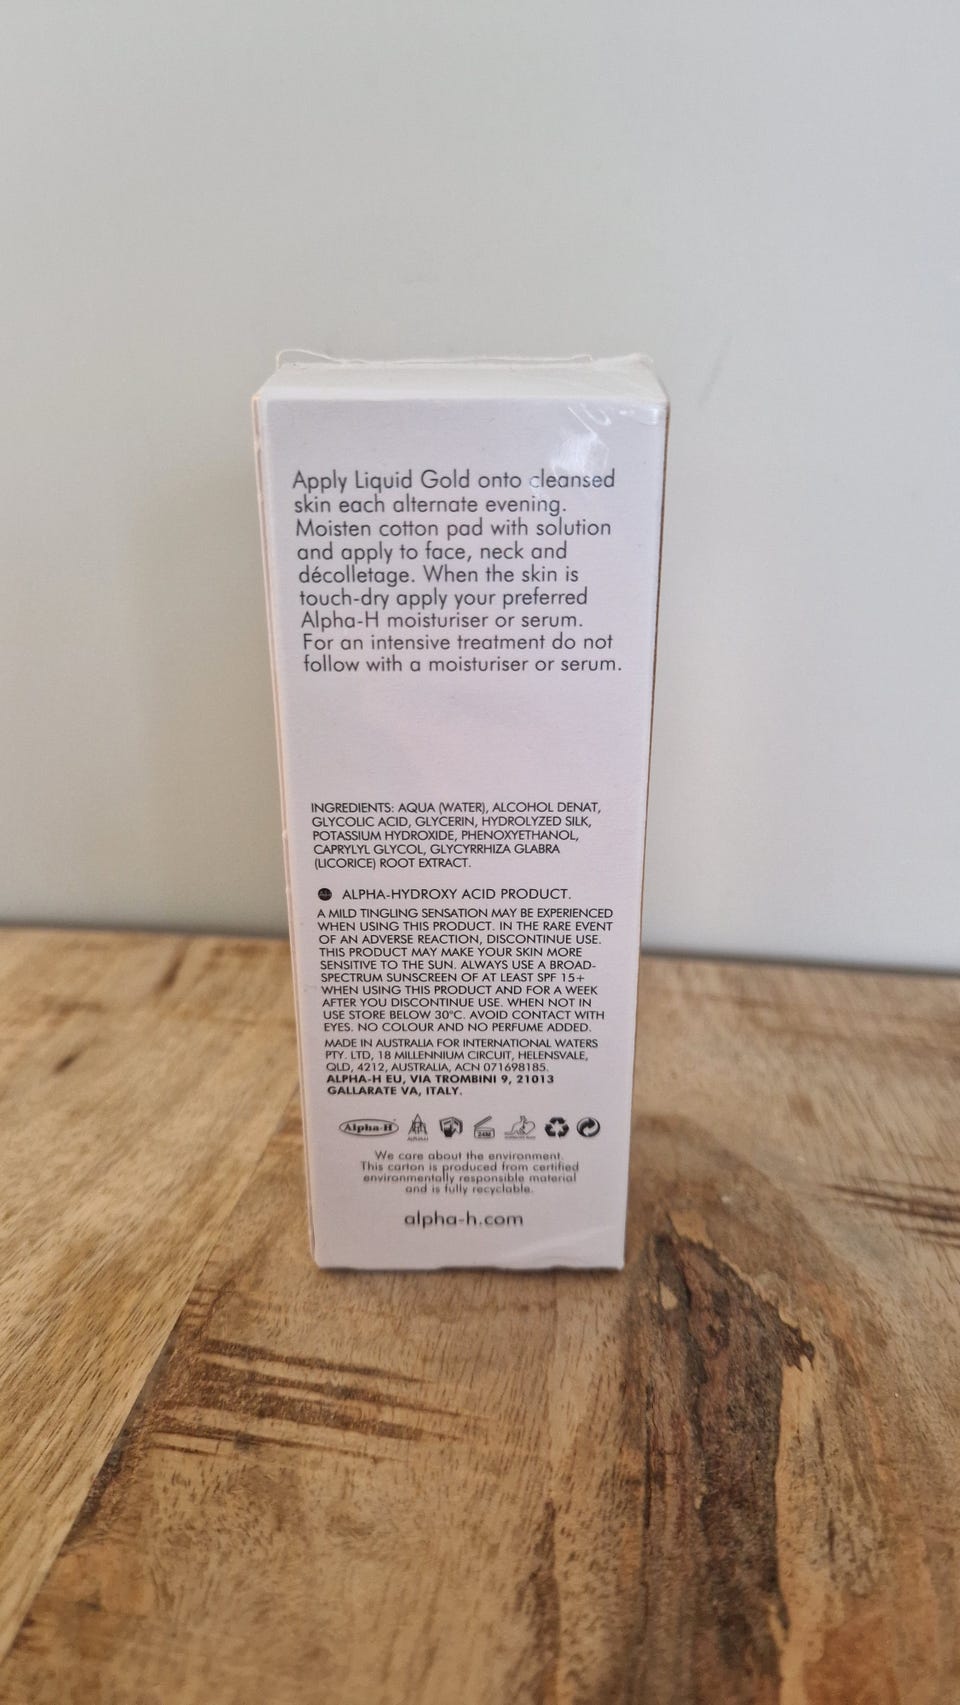 Apply Liquid Gold onto cleansed
skin each alternate evening.
Moisten cotton pad with solution
and apply to face, neck and
décolletage. When the skin is
touch-dry apply your preferred
Alpha-H moisturiser or serum.
For an intensive treatment do not
follow with a moisturiser or serum.
INGREDIENTS: AQUA (WATER), ALCOHOL DENAT,
GLYCOLIC ACID, GLYCERIN, HYDROLYZED SILK,
POTASSIUM HYDROXIDE, PHENOXYETHANOL,
CAPRYLYL GLYCOL, GLYCYRRHIZA GLABRA
(LICORICE) ROOT EXTRACT.
ALPHA-HYDROXY ACID PRODUCT.
A MILD TINGLING SENSATION MAY BE EXPERIENCED
WHEN USING THIS PRODUCT. IN THE RARE EVENT
OF AN ADVERSE REACTION, DISCONTINUE USE.
THIS PRODUCT MAY MAKE YOUR SKIN MORE
SENSITIVE TO THE SUN. ALWAYS USE A BROAD-
SPECTRUM SUNSCREEN OF AT LEAST SPF 15+
WHEN USING THIS PRODUCT AND FOR A WEEK
AFTER YOU DISCONTINUE USE. WHEN NOT IN
USE STORE BELOW 30°C. AVOID CONTACT WITH
EYES. NO COLOUR AND NO PERFUME ADDED.
MADE IN AUSTRALIA FOR INTERNATIONAL WATERS
PTY. LTD, 18 MILLENNIUM CIRCUIT, HELENSVALE,
QLD, 4212, AUSTRALIA, ACN 071698185.
ALPHA-H EU, VIA TROMBINI 9, 21013
GALLARATE VA, ITALY.
Alpha-H 24M
We care about the environment.
This carton is produced from certified
environmentally responsible material
and is fully recyclable.
alpha-h.com